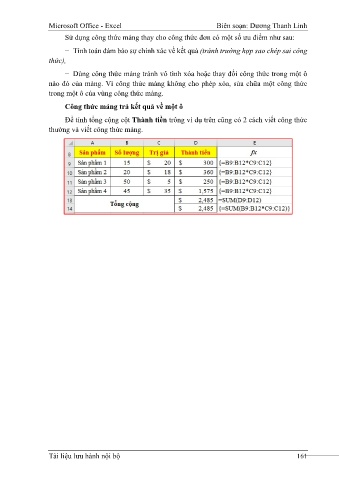 Microsoft Office - Excel Biên soạn: Dương Thanh Linh
Sử dụng công thức mảng thay cho công thức đơn có một số ưu điểm như sau:
− Tính toán đảm bảo sự chính xác về kết quả (tránh trường hợp sao chép sai công
thức),
− Dùng công thức mảng tránh vô tình xóa hoặc thay đổi công thức trong một ô
nào đó của mảng. Vì công thức mảng không cho phép xóa, sửa chữa một công thức
trong một ô của vùng công thức mảng.
Công thức mảng trả kết quả về một ô
Để tính tổng cộng cột Thành tiền trong ví dụ trên cũng có 2 cách viết công thức
thường và viết công thức mảng.
A B C D E
8 Sản phẩm Số lượng Trị giá Thành tiền fx
9 Sản phẩm 1 15 $ 20 $ 300 {=B9:B12*C9:C12}
10 Sản phẩm 2 20 $ 18 $ 360 {=B9:B12*C9:C12}
11 Sản phẩm 3 50 $ 5 $ 250 {=B9:B12*C9:C12}
12 Sản phẩm 4 45 $ 35 $ 1,575 {=B9:B12*C9:C12}
13 Tổng cộng $ 2,485 =SUM(D9:D12)
14 $ 2,485 {=SUM(B9:B12*C9:C12)}
Tài liệu lưu hành nội bộ 161